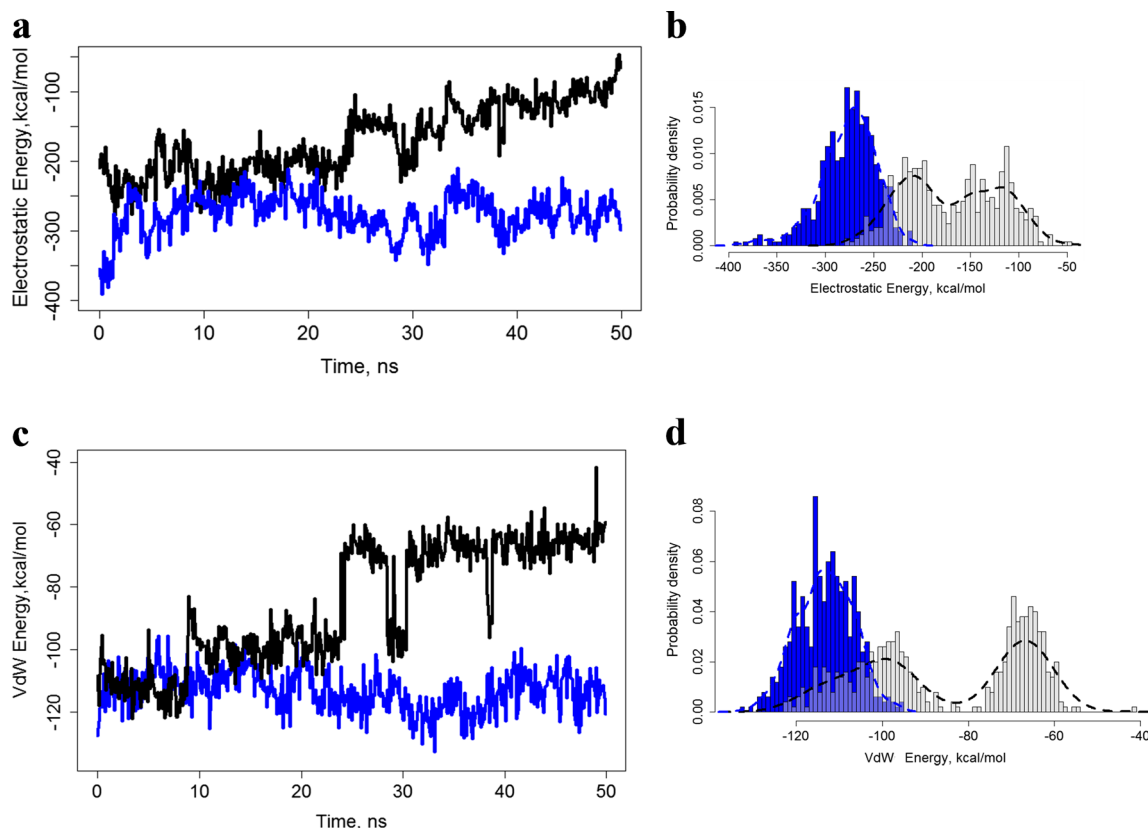 a
Electrostatic Energy,kcal/mol
-100
-200
-300
-400
0 10 20 30 40 50
Time, ns
b
Probability density
0.015
0.010
0.005
0.000
-400 -350 -300 -250 -200 -150 -100 -50
Electrostatic Energy, kcal/mol
c
VdW Energy,kcal/mol
-40
-60
-80
-100
-120
0 10 20 30 40 50
Time, ns
d
Probability density
0.08
0.06
0.04
0.02
0.00
-120 -100 -80 -60 -40
VdW Energy, kcal/mol